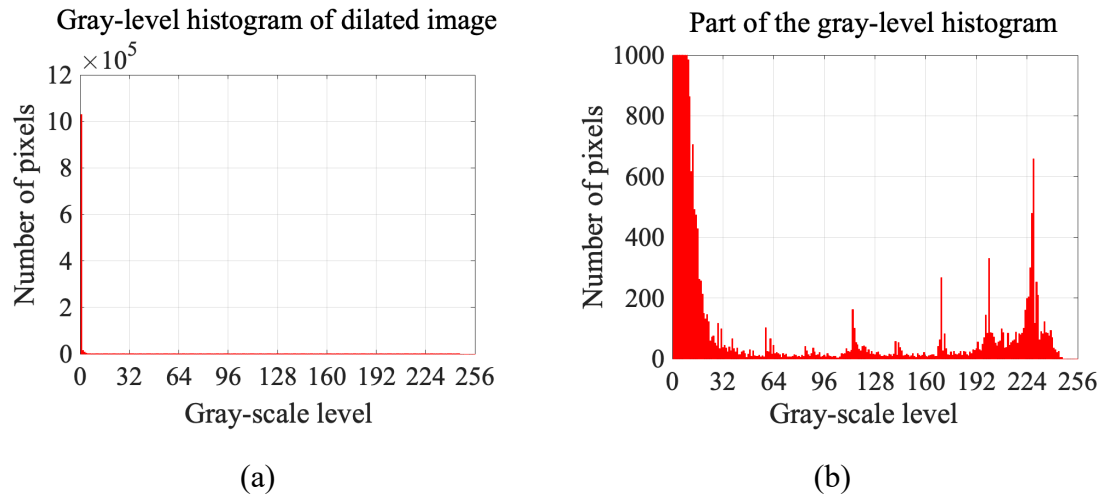 Gray-level histogram of dilated image
×10⁵
12
10
8
6
4
2
0
Number of pixels
0 32 64 96 128 160 192 224 256
Gray-scale level
(a)
Part of the gray-level histogram
1000
800
600
400
200
0
Number of pixels
0 32 64 96 128 160 192 224 256
Gray-scale level
(b)